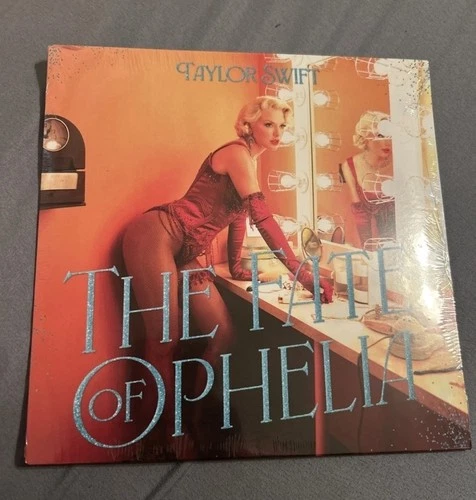 TAYLOR SWIFT
THE FATE
OF OPHELIA